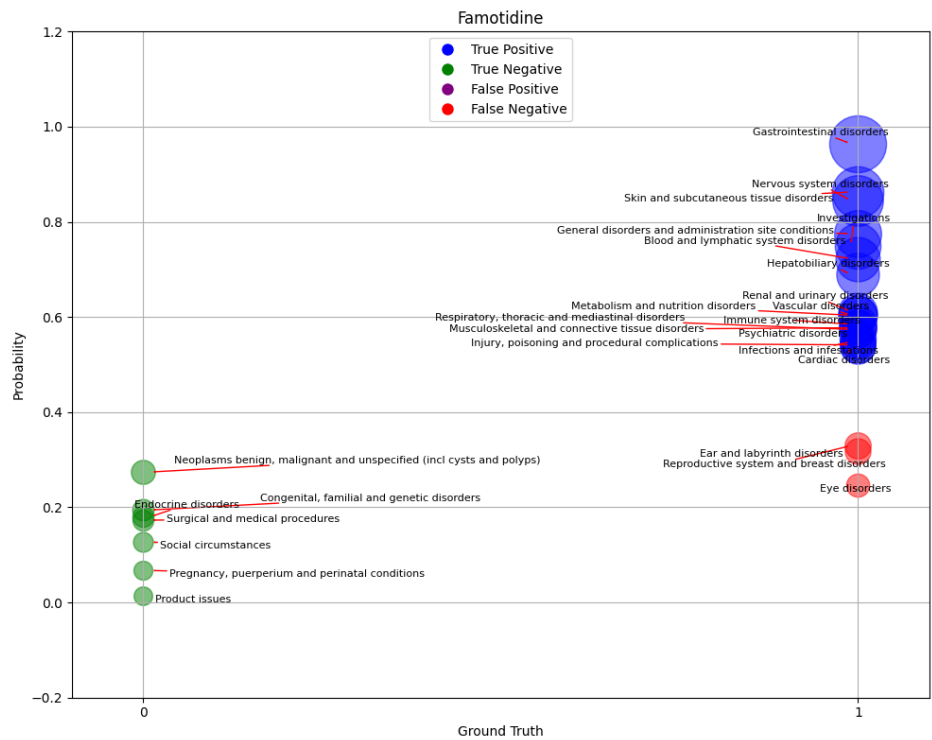 Famotidine
1.2
True Positive
True Negative
False Positive
False Negative
1.0
Gastrointestinal disorders
Nervous system disorders
Skin and subcutaneous tissue disorders
0.8
Investigations
General disorders and administration site conditions
Blood and lymphatic system disorders
Hepatobiliary disorders
Renal and urinary disorders
Metabolism and nutrition disorders
Vascular disorders
0.6
Respiratory, thoracic and mediastinal disorders
Immune system disorders
Musculoskeletal and connective tissue disorders
Psychiatric disorders
Injury, poisoning and procedural complications
Infections and infestations
Cardiac disorders
0.4
Probability
Ear and labyrinth disorders
Reproductive system and breast disorders
Eye disorders
Neoplasms benign, malignant and unspecified (incl cysts and polyps)
0.2
Congenital, familial and genetic disorders
Endocrine disorders
Surgical and medical procedures
Social circumstances
Pregnancy, puerperium and perinatal conditions
Product issues
0.0
−0.2
0
1
Ground Truth